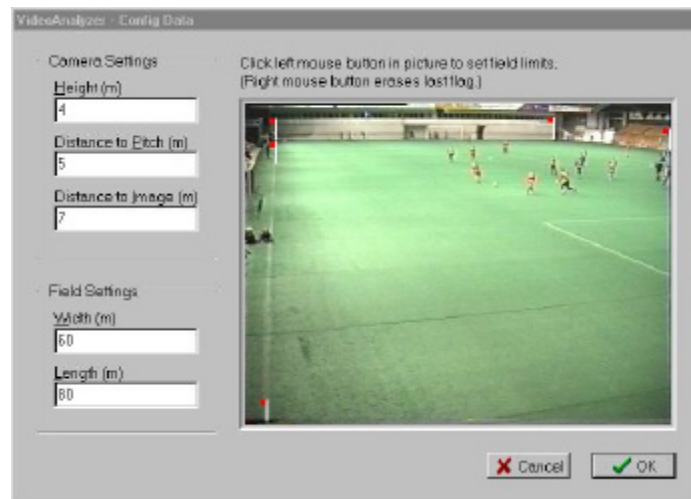 VideoAnalyzer - Config Data
Camera Settings
Height (m)
4
Distance to Pitch (m)
5
Distance to Image (m)
7
Field Settings
Width (m)
60
Length (m)
80
Click left mouse button in picture to set field limits.
(Right mouse button erases last flag.)
Cancel
OK